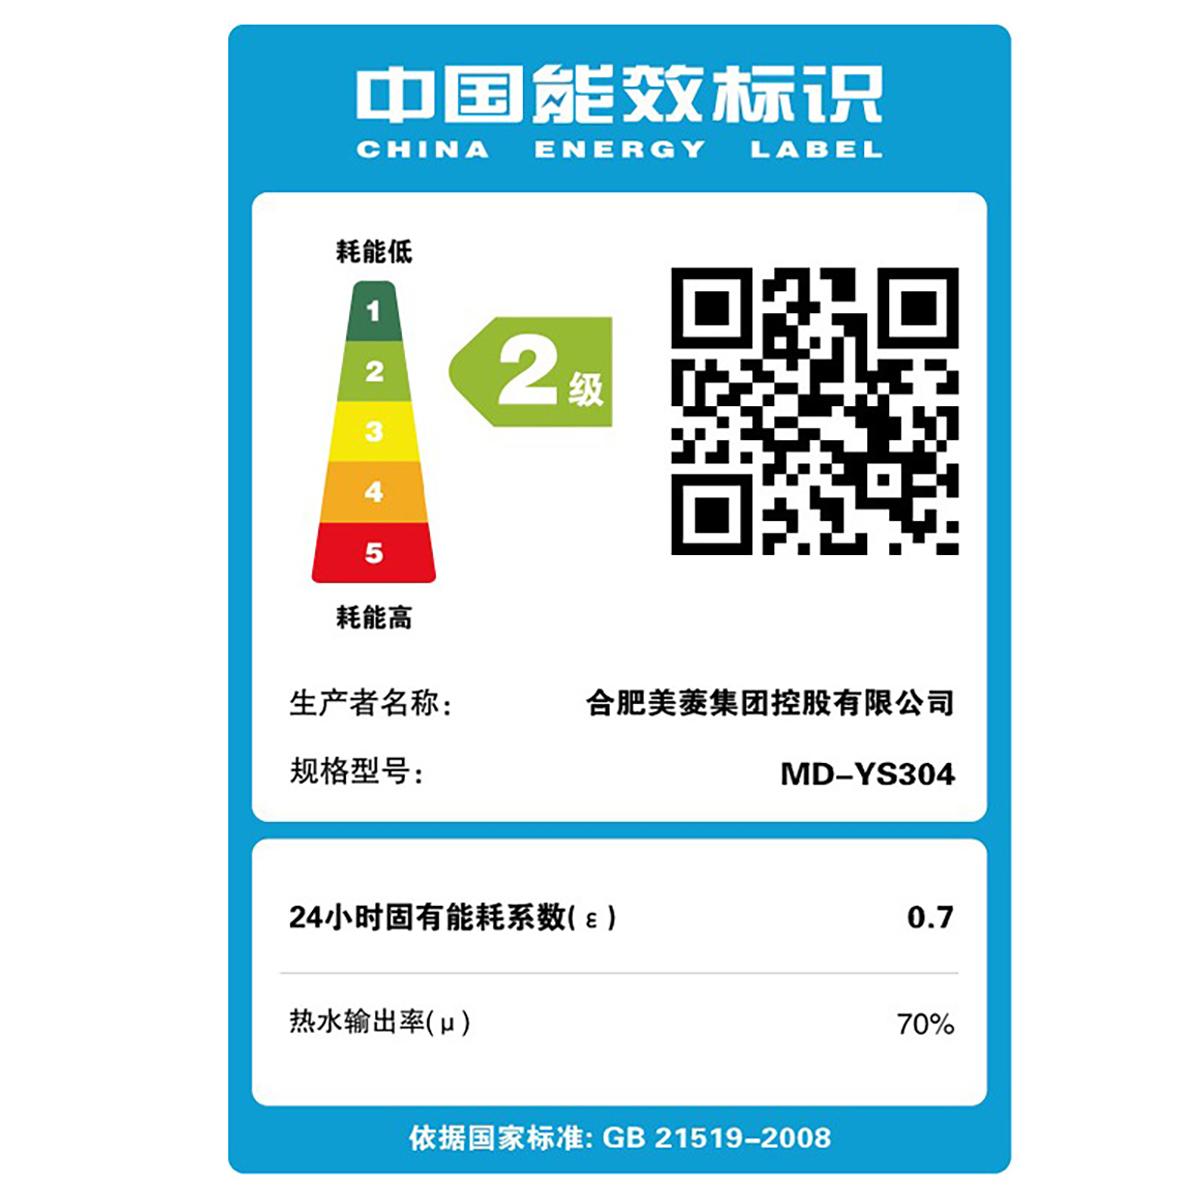 中国能效标识
CHINA ENERGY LABEL
耗能低
1
2
3
4
5
2级
耗能高
生产者名称: 合肥美菱集团控股有限公司
规格型号: MD-YS304
24小时固有能耗系数(ε) 0.7
热水输出率(μ) 70%
依据国家标准: GB 21519-2008